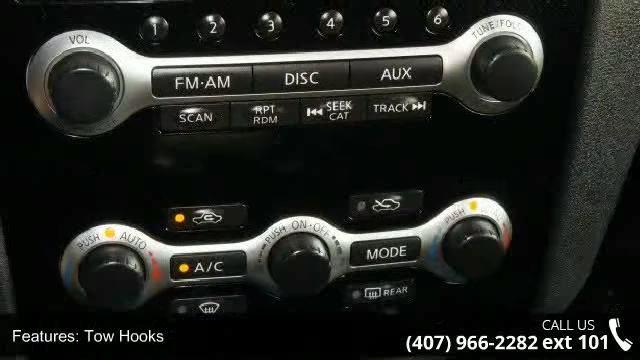 1 2 3 4 5 6
VOL
TUNE/FOLDER
FM·AM DISC AUX
SCAN RPT RDM SEEK CAT TRACK
PUSH AUTO
PUSH ON·OFF
PUSH
A/C
MODE
REAR
Features: Tow Hooks
CALL US
(407) 966-2282 ext 101